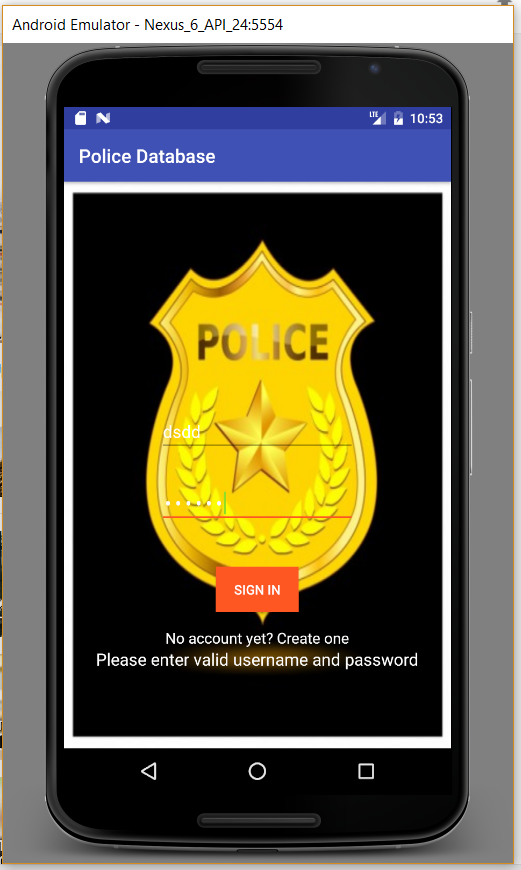 Android Emulator - Nexus_6_API_24:5554
LTE 10:53
Police Database
POLICE
dsdd
••••••
SIGN IN
No account yet? Create one
Please enter valid username and password